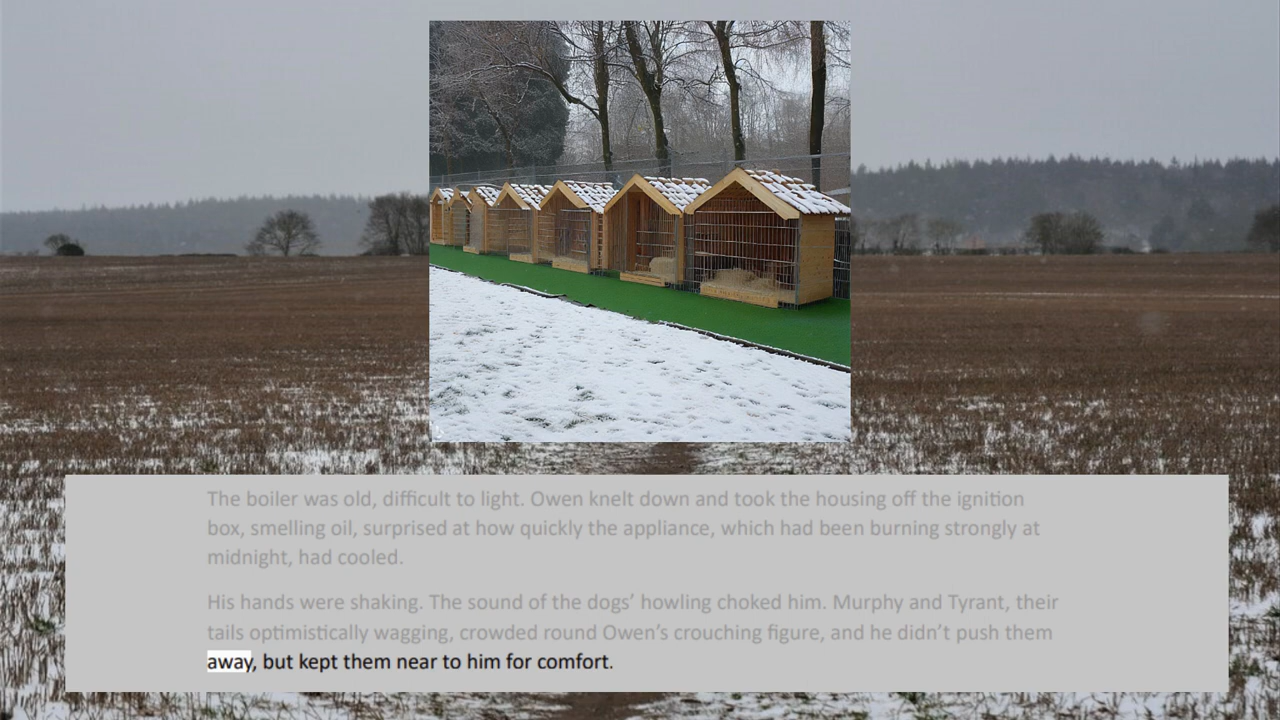 The boiler was old, difficult to light. Owen knelt down and took the housing off the ignition
box, smelling oil, surprised at how quickly the appliance, which had been burning strongly at
midnight, had cooled.
His hands were shaking. The sound of the dogs’ howling choked him. Murphy and Tyrant, their
tails optimistically wagging, crowded round Owen’s crouching figure, and he didn’t push them
away, but kept them near to him for comfort.